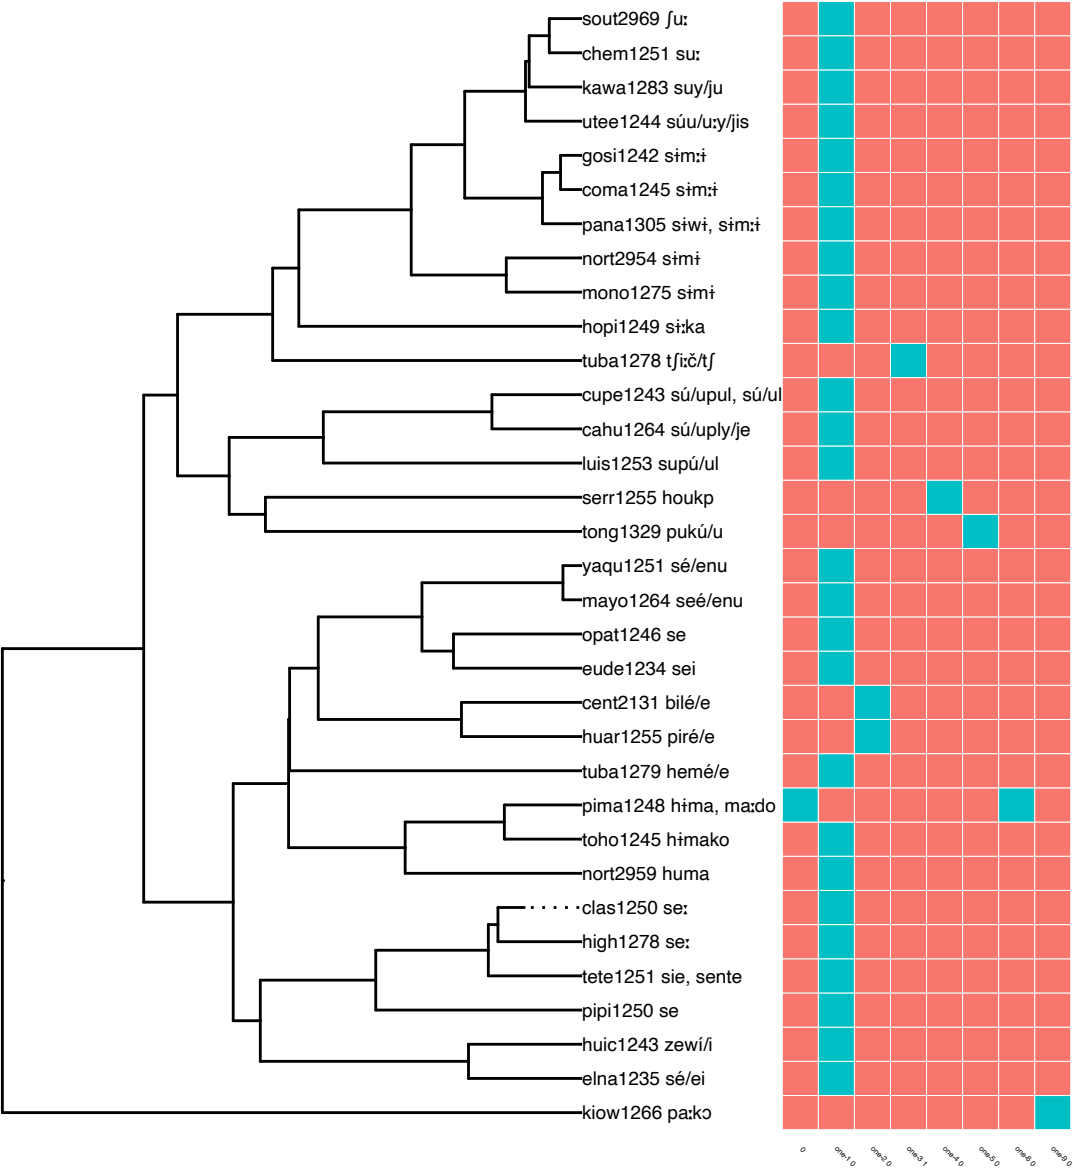 sout2969 ʃuː
chem1251 suː
kawa1283 suy/ju
utee1244 súu/uːy/jis
gosi1242 sɨmːɨ
coma1245 sɨmːɨ
pana1305 sɨwɨ, sɨmːɨ
nort2954 sɨmɨ
mono1275 sɨmɨ
hopi1249 sɨːka
tuba1278 tʃiːč/tʃ
cupe1243 sú/upul, sú/ul
cahu1264 sú/uply/je
luis1253 supú/ul
serr1255 houkp
tong1329 pukú/u
yaqu1251 sé/enu
mayo1264 seé/enu
opat1246 se
eude1234 sei
cent2131 bilé/e
huar1255 piré/e
tuba1279 hemé/e
pima1248 hɨma, maːdo
toho1245 hɨmako
nort2959 huma
clas1250 seː
high1278 seː
tete1251 sie, sente
pipi1250 se
huic1243 zewí/i
elna1235 sé/ei
kiow1266 paːkɔ
0 one-1 0 one-2 0 one-3 1 one-4 0 one-5 0 one-6 0 one-9 0